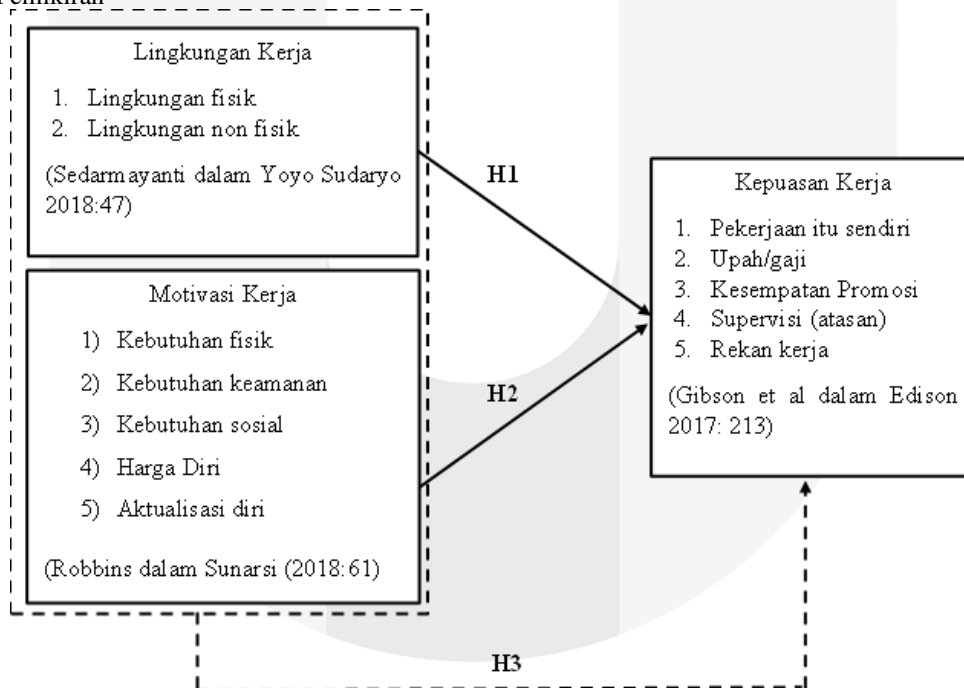 Lingkungan Kerja
1. Lingkungan fisik
2. Lingkungan non fisik
(Sedarmayanti dalam Yoyo Sudaryo
2018:47)
Motivasi Kerja
1) Kebutuhan fisik
2) Kebutuhan keamanan
3) Kebutuhan sosial
4) Harga Diri
5) Aktualisasi diri
(Robbins dalam Sunarsi (2018:61)
H1
H2
Kepuasan Kerja
1. Pekerjaan itu sendiri
2. Upah/gaji
3. Kesempatan Promosi
4. Supervisi (atasan)
5. Rekan kerja
(Gibson et al dalam Edison
2017: 213)
H3